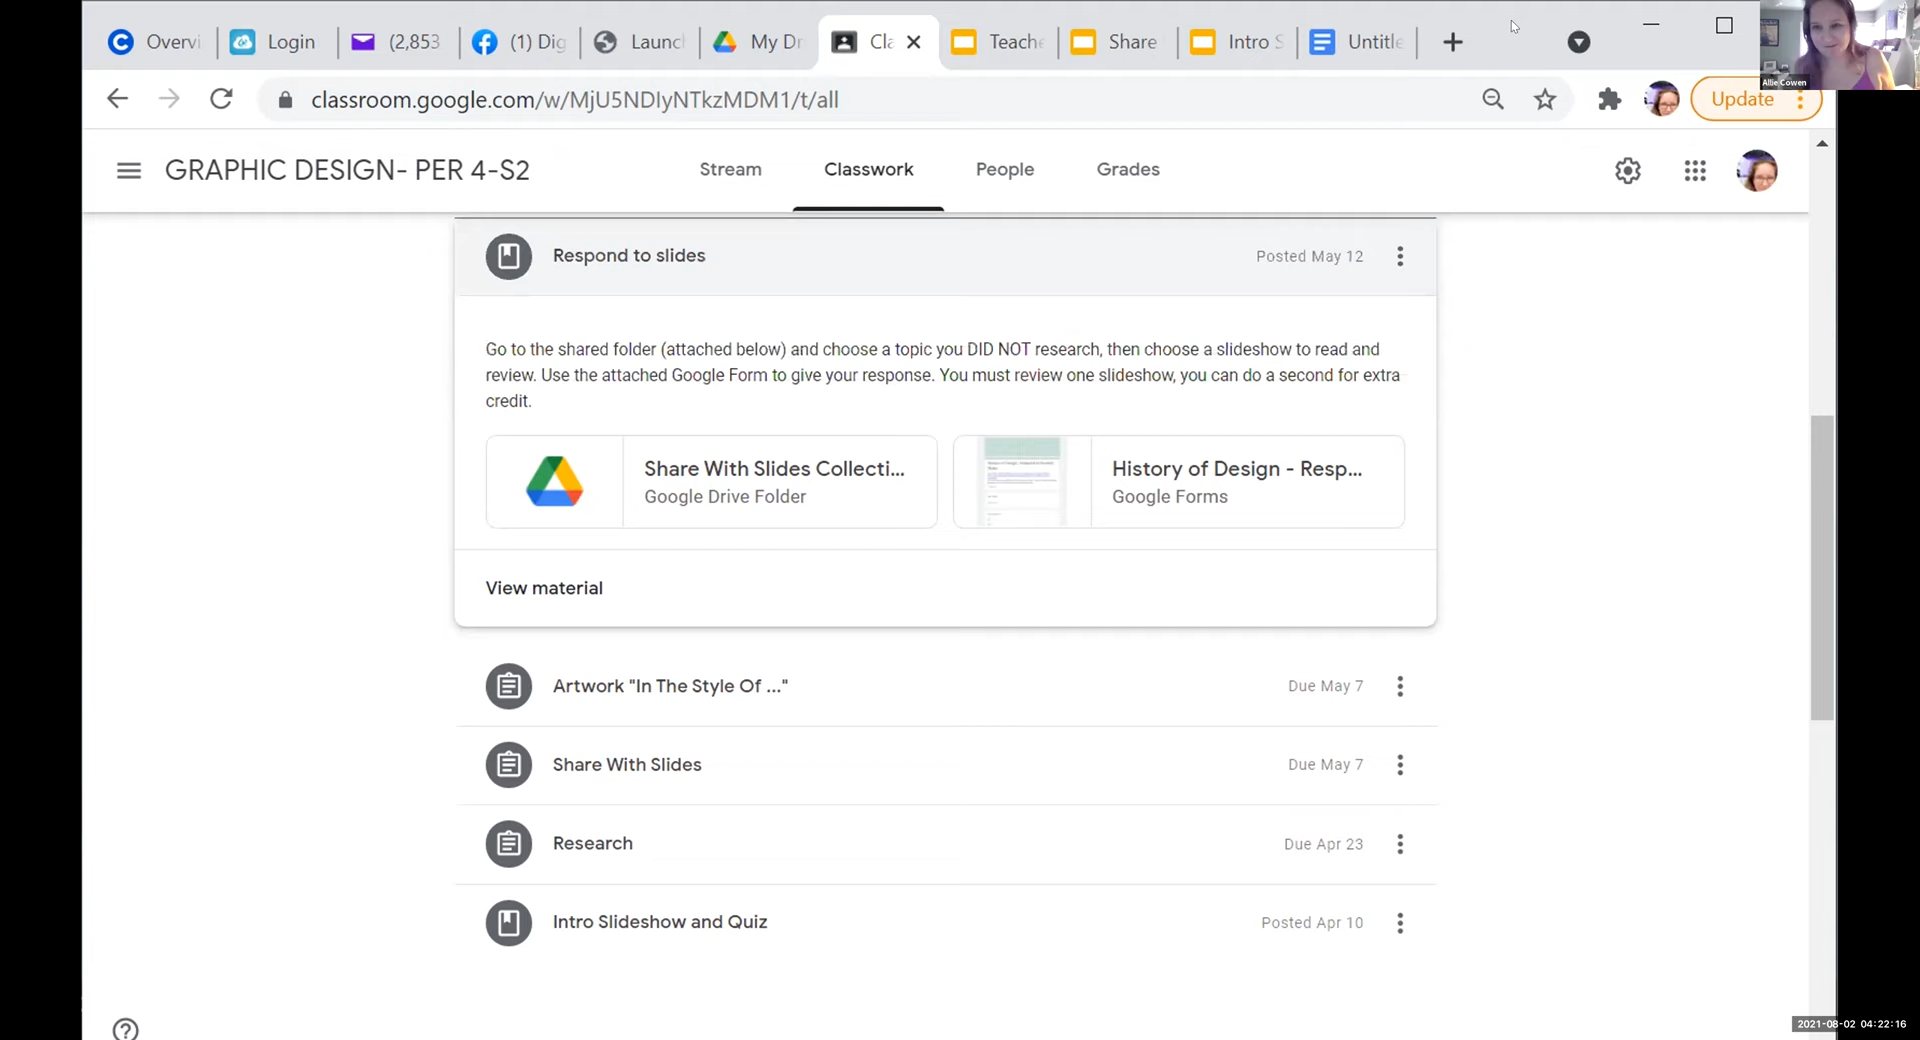 Overvi
Login
(2,853
(1) Dig
Launc
My Dr
Cla
Teache
Share
Intro S
Untitle
classroom.google.com/w/MjU5NDIyNTkzMDM1/t/all
Update
Allie Cowen
GRAPHIC DESIGN- PER 4-S2
Stream
Classwork
People
Grades
Respond to slides
Posted May 12
Go to the shared folder (attached below) and choose a topic you DID NOT research, then choose a slideshow to read and
review. Use the attached Google Form to give your response. You must review one slideshow, you can do a second for extra
credit.
Share With Slides Collecti...
Google Drive Folder
History of Design - Resp...
Google Forms
View material
Artwork "In The Style Of ..."
Due May 7
Share With Slides
Due May 7
Research
Due Apr 23
Intro Slideshow and Quiz
Posted Apr 10
2021-08-02 04:22:16